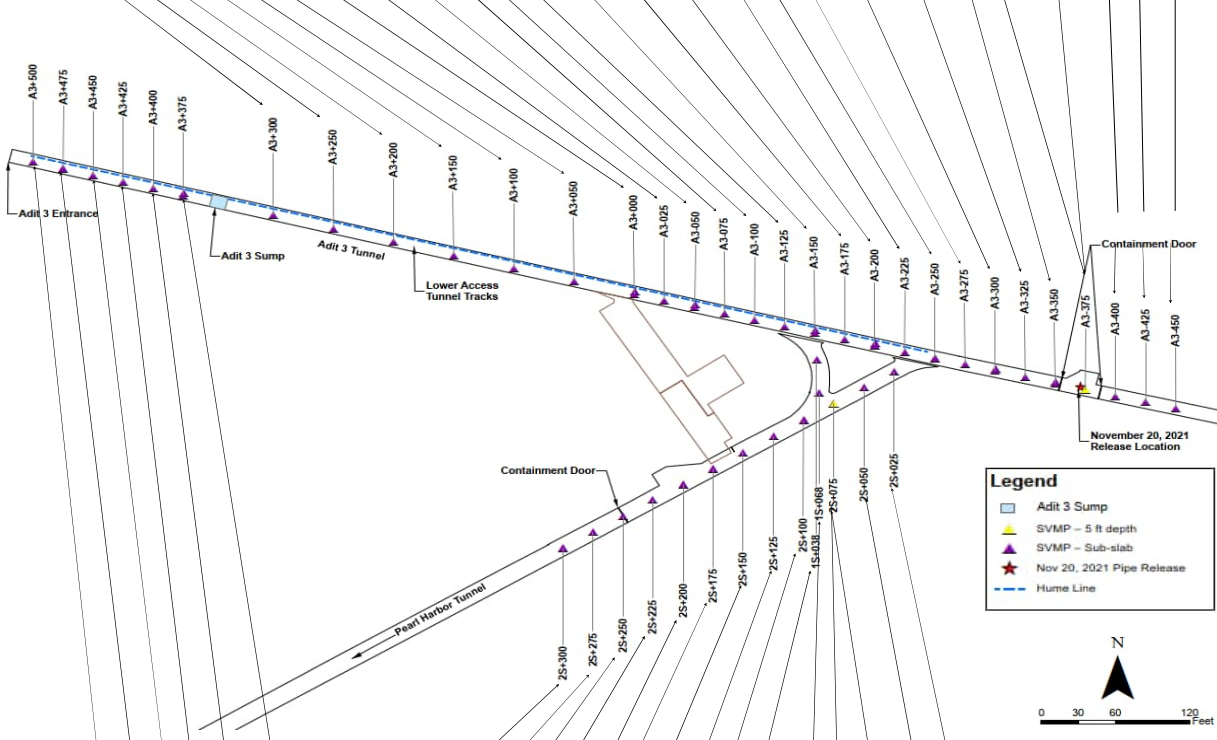 A3+500
A3+475
A3+450
A3+425
A3+400
A3+375
A3+300
A3+250
A3+200
A3+150
A3+100
A3+050
A3+000
A3-025
A3-050
A3-075
A3-100
A3-125
A3-150
A3-175
A3-200
A3-225
A3-250
A3-275
A3-300
A3-325
A3-350
A3-375
A3-400
A3-425
A3-450
Adit 3 Entrance
Adit 3 Sump
Adit 3 Tunnel
Lower Access
Tunnel Tracks
Containment Door
November 20, 2021
Release Location
Containment Door
Pearl Harbor Tunnel
2S+300
2S+275
2S+250
2S+225
2S+200
2S+175
2S+150
2S+125
2S+100
1S+038
1S+068
2S+075
2S+050
2S+025
Legend
Adit 3 Sump
SVMP – 5 ft depth
SVMP – Sub-slab
Nov 20, 2021 Pipe Release
Hume Line
N
0 30 60 120
Feet